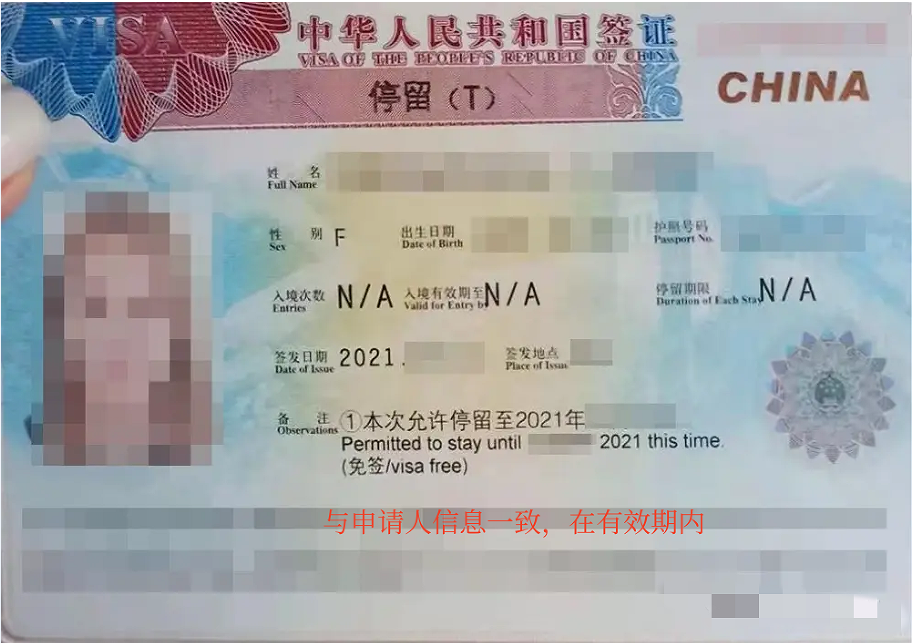 VISA
中华人民共和国签证
VISA OF THE PEOPLE'S REPUBLIC OF CHINA
停留（T）
CHINA
姓 名
Full Name
性 别 F 出生日期 护照号码
Sex Date of Birth Passport No.
入境次数 N/A 入境有效期至 N/A 停留期限 N/A
Entries Valid for Entry by Duration of Each Stay
签发日期 2021. 签发地点
Date of Issue Place of Issue
备 注 ①本次允许停留至2021年
Observations Permitted to stay until 2021 this time.
(免签/visa free)
与申请人信息一致，在有效期内